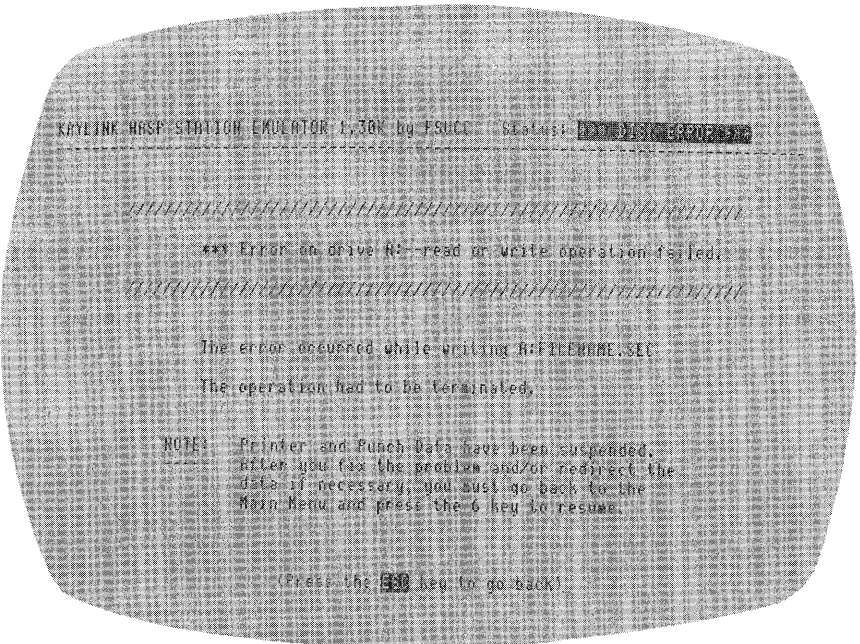 KAYLINK HASP STATION EMULATOR 1.30K by FSUCC   Status: *** DISK ERROR ***
*** Error on drive A:--read or write operation failed.
The error occurred while writing A:FILENAME.SEC
The operation had to be terminated.
NOTE:   Printer and Punch Data have been suspended.
After you fix the problem and/or redirect the
data if necessary, you must go back to the
Main Menu and press the 6 key to resume.
(Press the ESC key to go back)